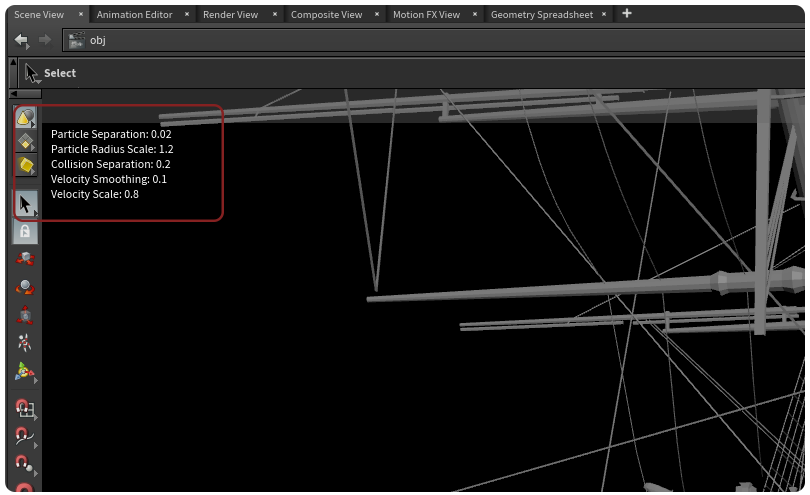 Scene View × Animation Editor × Render View × Composite View × Motion FX View × Geometry Spreadsheet × +
obj
Select
Particle Separation: 0.02
Particle Radius Scale: 1.2
Collision Separation: 0.2
Velocity Smoothing: 0.1
Velocity Scale: 0.8